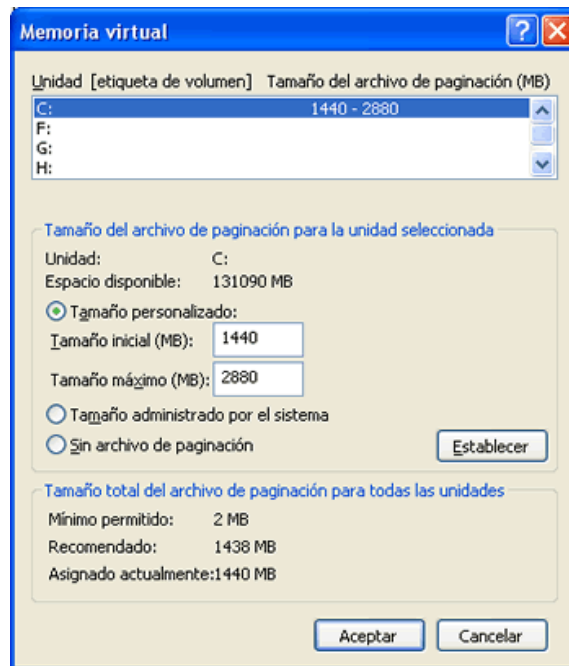 Memoria virtual
Unidad [etiqueta de volumen] Tamaño del archivo de paginación (MB)
C: 1440 - 2880
F:
G:
H:
Tamaño del archivo de paginación para la unidad seleccionada
Unidad: C:
Espacio disponible: 131090 MB
Tamaño personalizado:
Tamaño inicial (MB): 1440
Tamaño máximo (MB): 2880
Tamaño administrado por el sistema
Sin archivo de paginación
Establecer
Tamaño total del archivo de paginación para todas las unidades
Mínimo permitido: 2 MB
Recomendado: 1438 MB
Asignado actualmente:1440 MB
Aceptar Cancelar